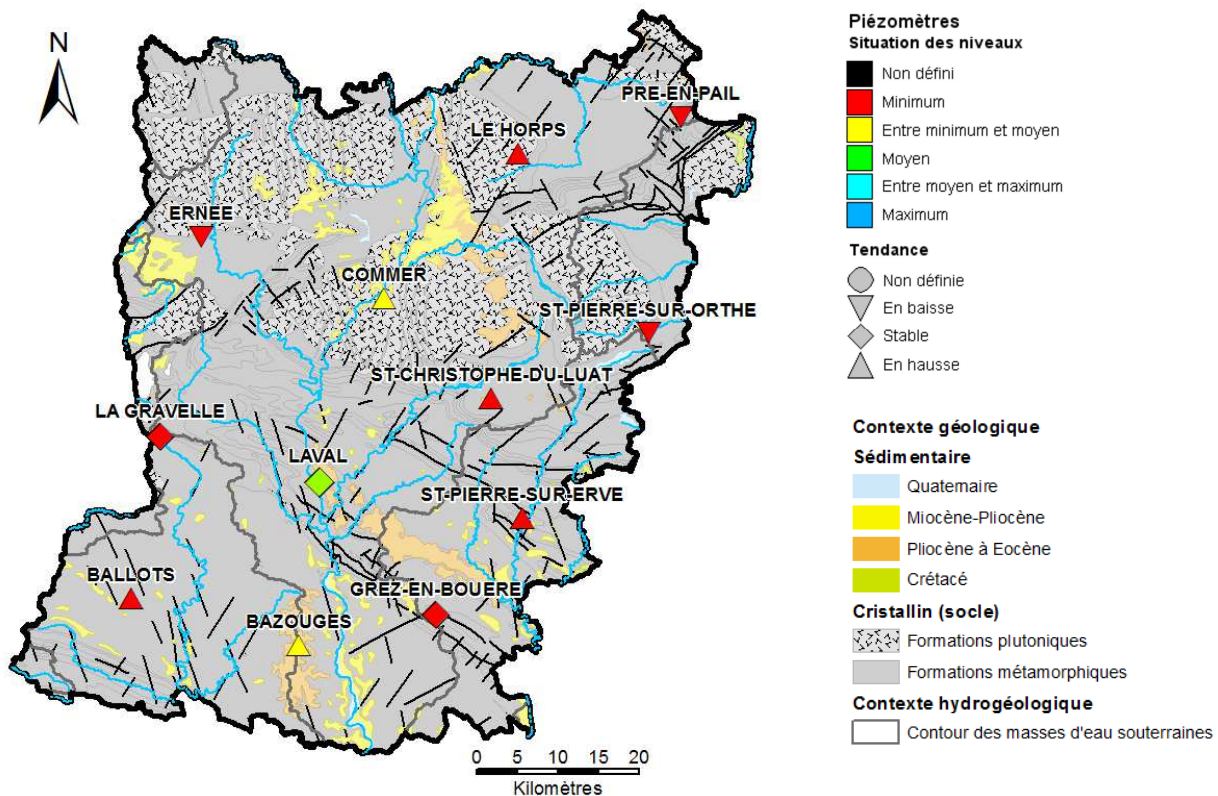 N
PRE-EN-PAIL
LE HORPS
ERNEE
COMMER
ST-PIERRE-SUR-ORTHE
ST-CHRISTOPHE-DU-LUAT
LA GRAVELLE
LAVAL
ST-PIERRE-SUR-ERVE
BALLOTS
GREZ-EN-BOUERE
BAZOUGES
0 5 10 15 20
Kilomètres
Piézomètres
Situation des niveaux
Non défini
Minimum
Entre minimum et moyen
Moyen
Entre moyen et maximum
Maximum
Tendance
Non définie
En baisse
Stable
En hausse
Contexte géologique
Sédimentaire
Quaternaire
Miocène-Pliocène
Pliocène à Eocène
Crétacé
Cristallin (socle)
Formations plutoniques
Formations métamorphiques
Contexte hydrogéologique
Contour des masses d'eau souterraines